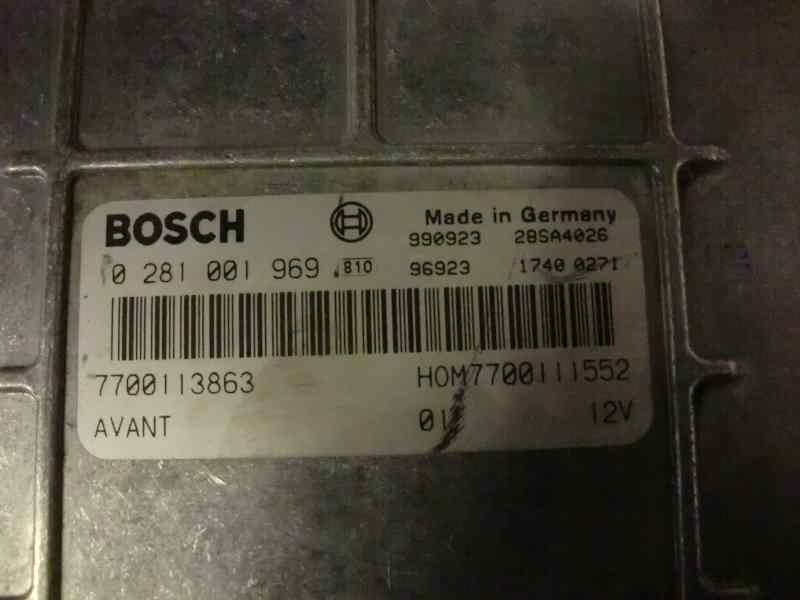 BOSCH Made in Germany
990923 28SA4026
0 281 001 969 810 96923 1740 0271
7700113863 HOM7700111552
AVANT 01 12V